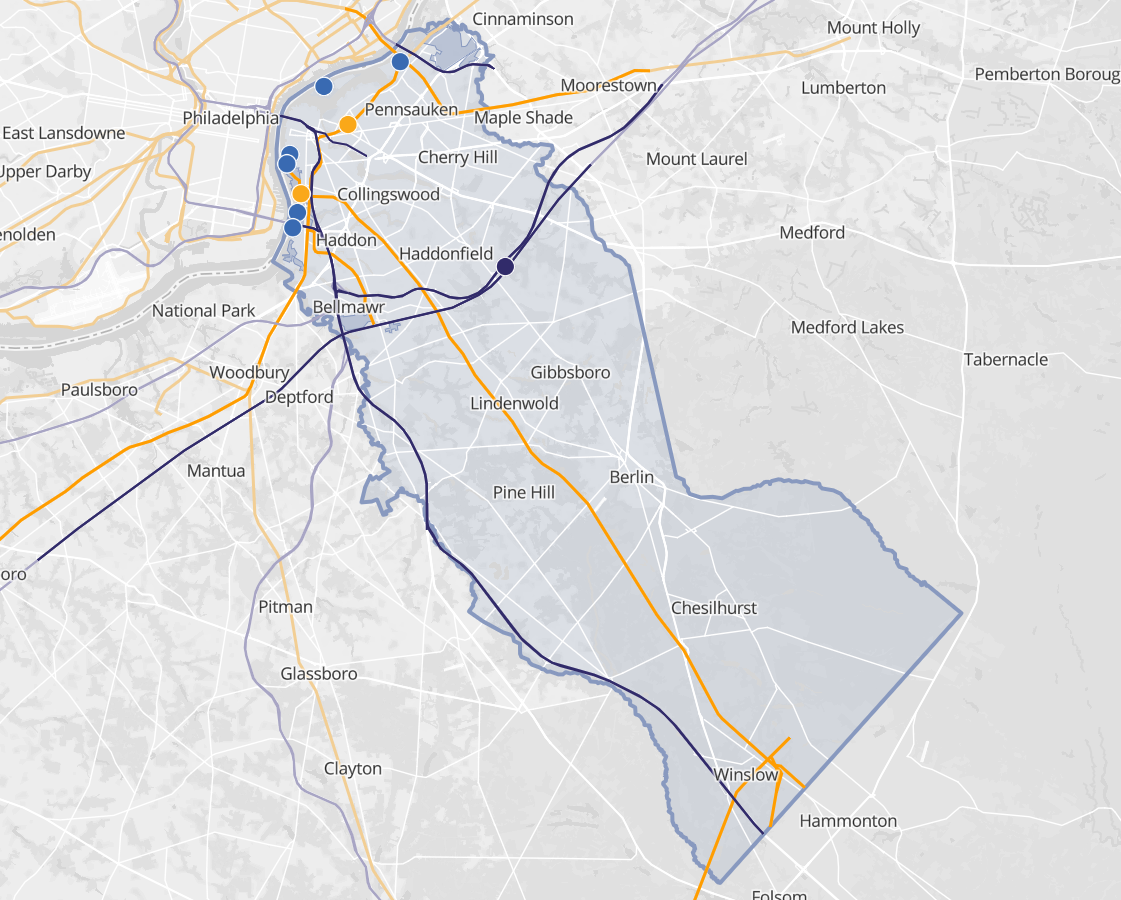 Cinnaminson
Mount Holly
Pemberton Boroug
Moorestown
Lumberton
Pennsauken
Philadelphia
Maple Shade
East Lansdowne
Cherry Hill
Mount Laurel
Upper Darby
Collingswood
enolden
Haddon
Medford
Haddonfield
National Park
Bellmawr
Medford Lakes
Tabernacle
Woodbury
Gibbsboro
Paulsboro
Deptford
Lindenwold
Mantua
Berlin
Pine Hill
oro
Pitman
Chesilhurst
Glassboro
Clayton
Winslow
Hammonton
Folsom